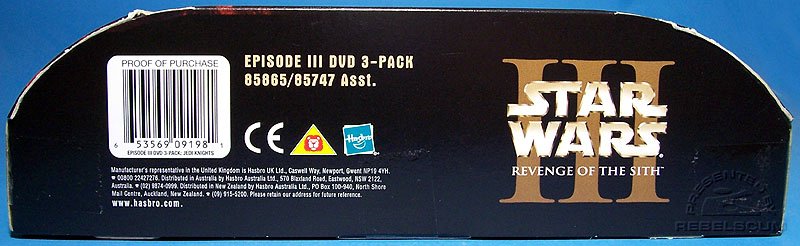 PROOF OF PURCHASE
6 53569 09198 1
EPISODE III DVD 3-PACK: JEDI KNIGHTS
EPISODE III DVD 3-PACK
85865/85747 Asst.
CE
Hasbro
Manufacturer's representative in the United Kingdom is Hasbro UK Ltd., Caswell Way, Newport, Gwent NP19 4YH.
☎ 00800 22427276. Distributed in Australia by Hasbro Australia Ltd., 570 Blaxland Road, Eastwood, NSW 2122,
Australia. ☎ (02) 9874-0999. Distributed in New Zealand by Hasbro Australia Ltd., PO Box 100-940, North Shore
Mail Centre, Auckland, New Zealand. ☎ (09) 915-5200. Please retain our address for future reference.
www.hasbro.com.
III
STAR
WARS
REVENGE OF THE SITH
REBELSCUM